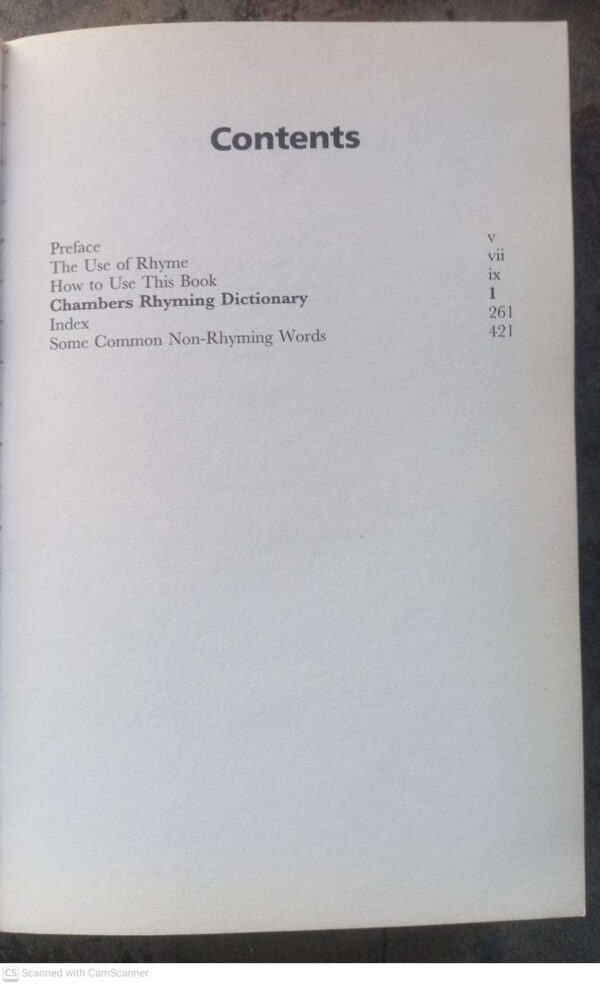 Contents
Preface v
The Use of Rhyme vii
How to Use This Book ix
Chambers Rhyming Dictionary 1
Index 261
Some Common Non-Rhyming Words 421
CS Scanned with CamScanner